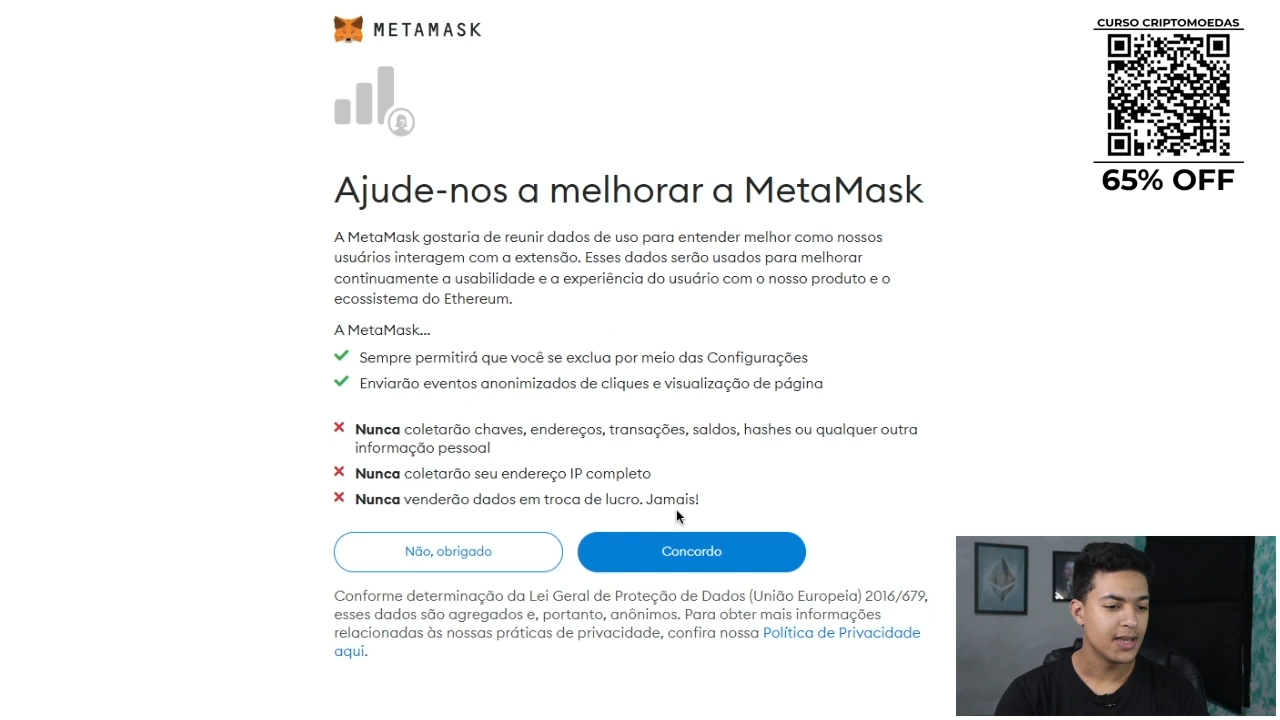 METAMASK
CURSO CRIPTOMOEDAS
65% OFF
Ajude-nos a melhorar a MetaMask
A MetaMask gostaria de reunir dados de uso para entender melhor como nossos
usuários interagem com a extensão. Esses dados serão usados para melhorar
continuamente a usabilidade e a experiência do usuário com o nosso produto e o
ecossistema do Ethereum.
A MetaMask...
Sempre permitirá que você se exclua por meio das Configurações
Enviarão eventos anonimizados de cliques e visualização de página
Nunca coletarão chaves, endereços, transações, saldos, hashes ou qualquer outra
informação pessoal
Nunca coletarão seu endereço IP completo
Nunca venderão dados em troca de lucro. Jamais!
Não, obrigado
Concordo
Conforme determinação da Lei Geral de Proteção de Dados (União Europeia) 2016/679,
esses dados são agregados e, portanto, anônimos. Para obter mais informações
relacionadas às nossas práticas de privacidade, confira nossa Política de Privacidade
aqui.